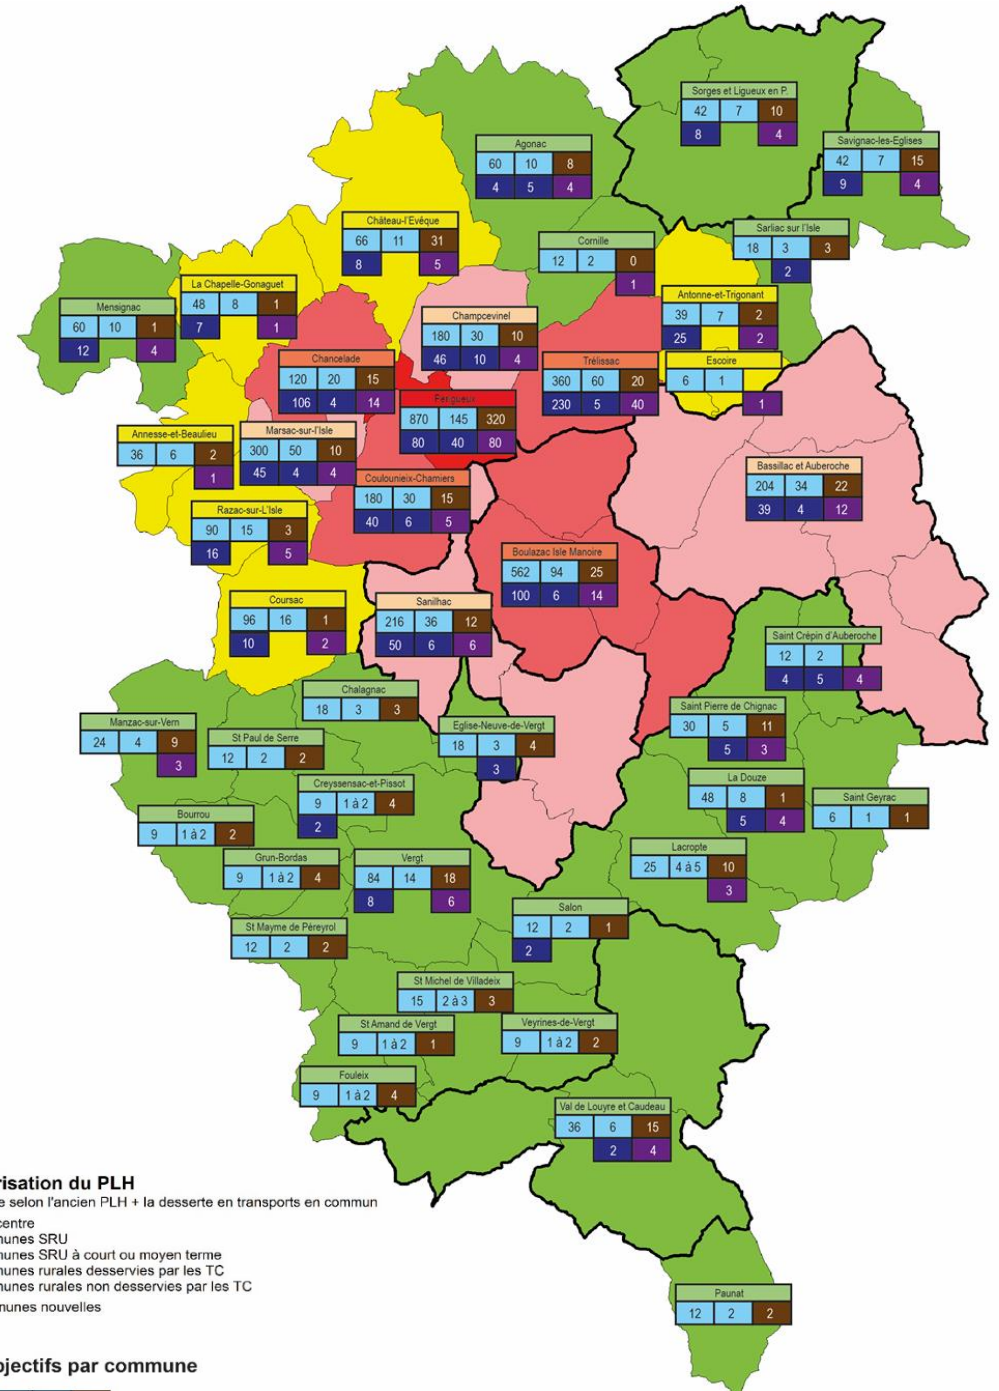 Sorges et Ligueux en P.
42 7 10
8 4
Agonac
60 10 8
4 5 4
Savignac-les-Eglises
42 7 15
9 4
Château-l'Evêque
66 11 31
8 5
Sarliac sur l'Isle
18 3 3
2
Cornille
12 2 0
1
La Chapelle-Gonaguet
48 8 1
7 1
Antonne-et-Trigonant
39 7 2
25 2
Mensignac
60 10 1
12 4
Champcevinel
180 30 10
46 10 4
Chancelade
120 20 15
106 4 14
Trélissac
360 60 20
230 5 40
Escoire
6 1
1
Périgueux
870 145 320
80 40 80
Annesse-et-Beaulieu
36 6 2
1
Marsac-sur-l'Isle
300 50 10
45 4 4
Bassillac et Auberoche
204 34 22
39 4 12
Coulounieix-Chamiers
180 30 15
40 6 5
Razac-sur-L'Isle
90 15 3
16 5
Boulazac Isle Manoire
562 94 25
100 6 14
Coursac
96 16 1
10 2
Sanilhac
216 36 12
50 6 6
Saint Crépin d'Auberoche
12 2
4 5 4
Chalagnac
18 3 3
Saint Pierre de Chignac
30 5 11
5 3
Manzac-sur-Vern
24 4 9
3
Eglise-Neuve-de-Vergt
18 3 4
3
St Paul de Serre
12 2 2
La Douze
48 8 1
5 4
Creyssensac-et-Pissot
9 1 à 2 4
2
Saint Geyrac
6 1 1
Bourrou
9 1 à 2 2
Lacropte
25 4 à 5 10
3
Grun-Bordas
9 1 à 2 4
Vergt
84 14 18
8 6
Salon
12 2 1
2
St Mayme de Péreyrol
12 2 2
St Michel de Villadeix
15 2 à 3 3
St Amand de Vergt
9 1 à 2 1
Veyrines-de-Vergt
9 1 à 2 2
Fouleix
9 1 à 2 4
Val de Louyre et Caudeau
36 6 15
2 4
risation du PLH
e selon l'ancien PLH + la desserte en transports en commun
centre
munes SRU
munes SRU à court ou moyen terme
munes rurales desservies par les TC
munes rurales non desservies par les TC
munes nouvelles
Paunat
12 2 2
bjectifs par commune